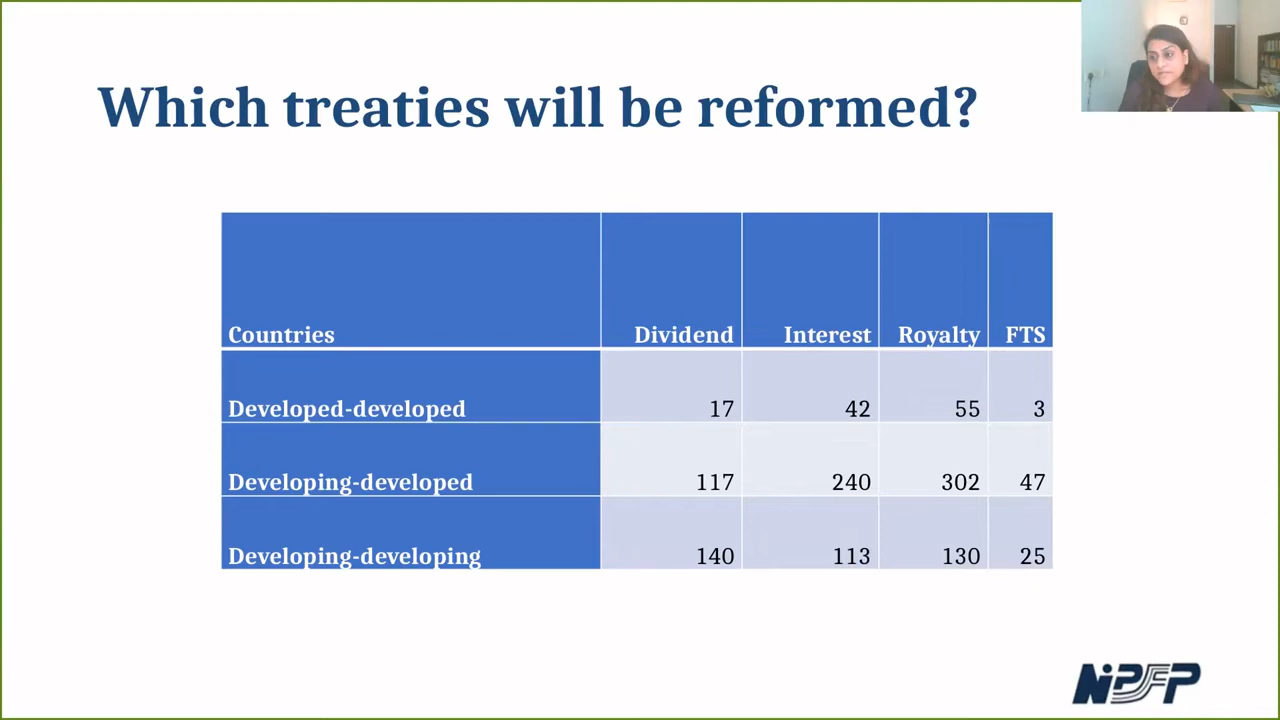 Which treaties will be reformed?
Countries Dividend Interest Royalty FTS
Developed-developed 17 42 55 3
Developing-developed 117 240 302 47
Developing-developing 140 113 130 25
NIPFP